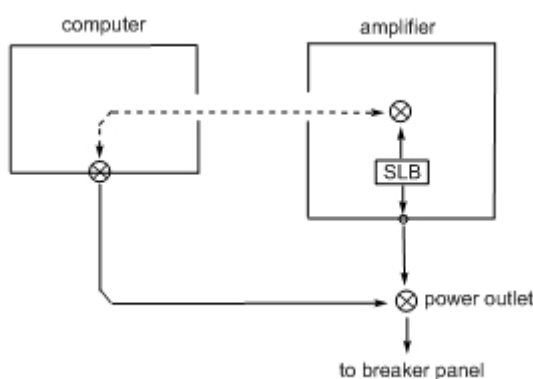 computer
amplifier
SLB
power outlet
to breaker panel